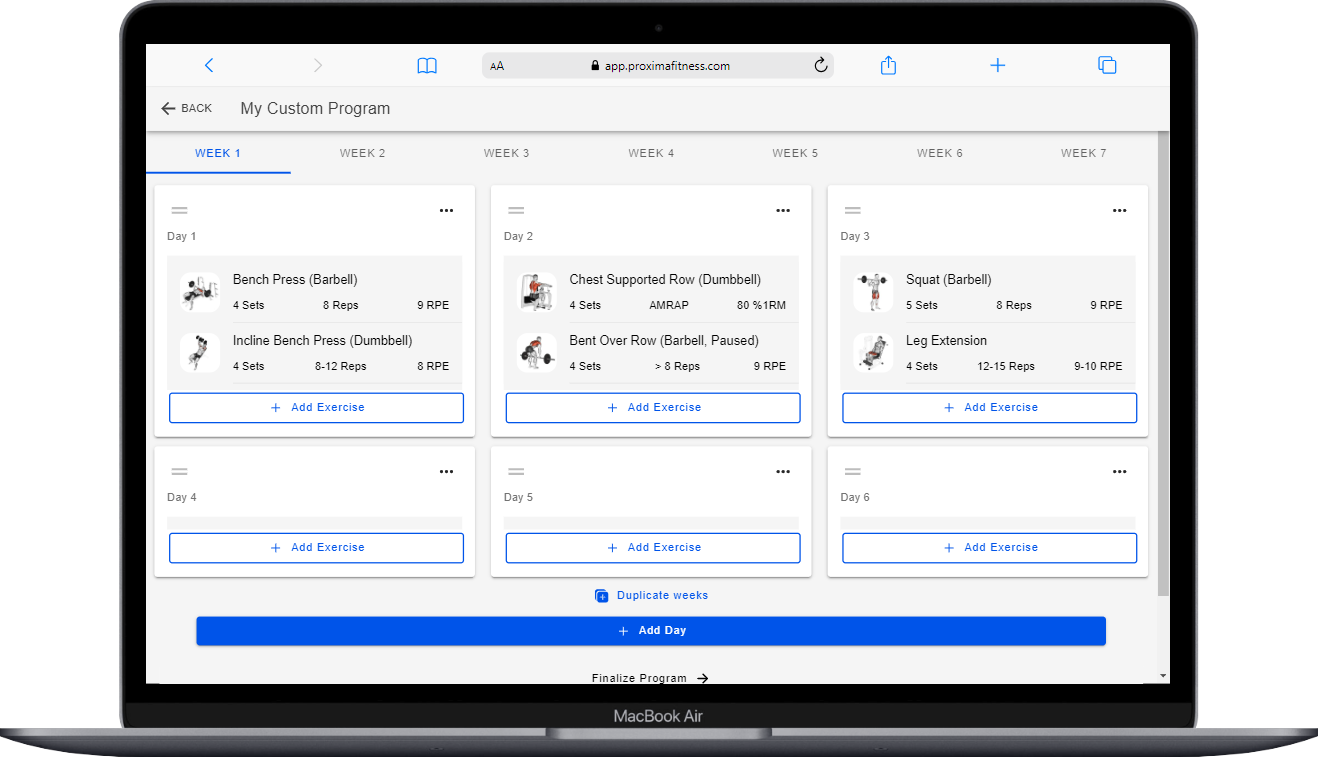 AA app.proximafitness.com
BACK My Custom Program
WEEK 1 WEEK 2 WEEK 3 WEEK 4 WEEK 5 WEEK 6 WEEK 7
Day 1
Bench Press (Barbell)
4 Sets 8 Reps 9 RPE
Incline Bench Press (Dumbbell)
4 Sets 8-12 Reps 8 RPE
+ Add Exercise
Day 2
Chest Supported Row (Dumbbell)
4 Sets AMRAP 80 %1RM
Bent Over Row (Barbell, Paused)
4 Sets > 8 Reps 9 RPE
+ Add Exercise
Day 3
Squat (Barbell)
5 Sets 8 Reps 9 RPE
Leg Extension
4 Sets 12-15 Reps 9-10 RPE
+ Add Exercise
Day 4
+ Add Exercise
Day 5
+ Add Exercise
Day 6
+ Add Exercise
Duplicate weeks
+ Add Day
Finalize Program
MacBook Air